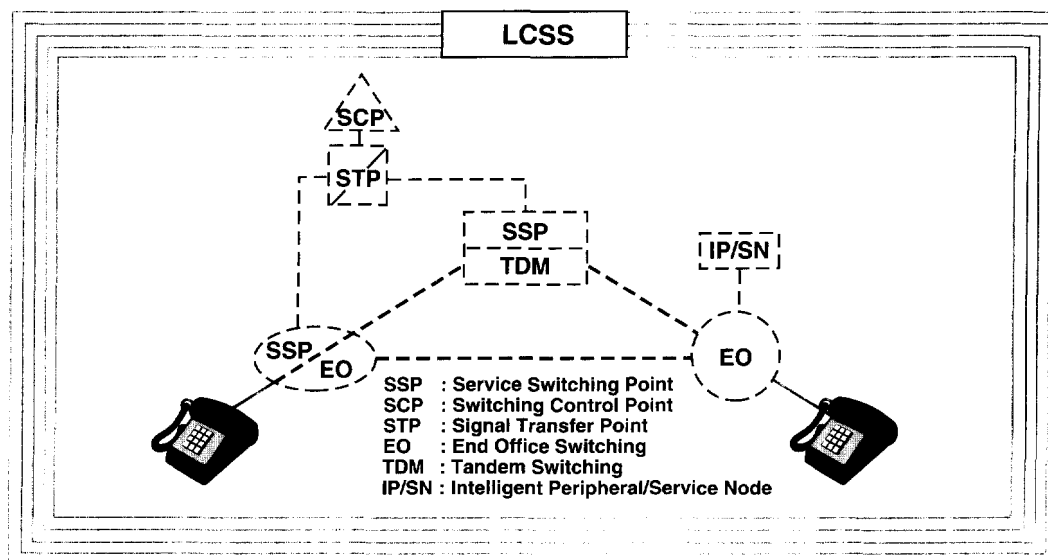 LCSS
SCP
STP
SSP
TDM
IP/SN
SSP
EO
EO
SSP : Service Switching Point
SCP : Switching Control Point
STP : Signal Transfer Point
EO : End Office Switching
TDM : Tandem Switching
IP/SN : Intelligent Peripheral/Service Node